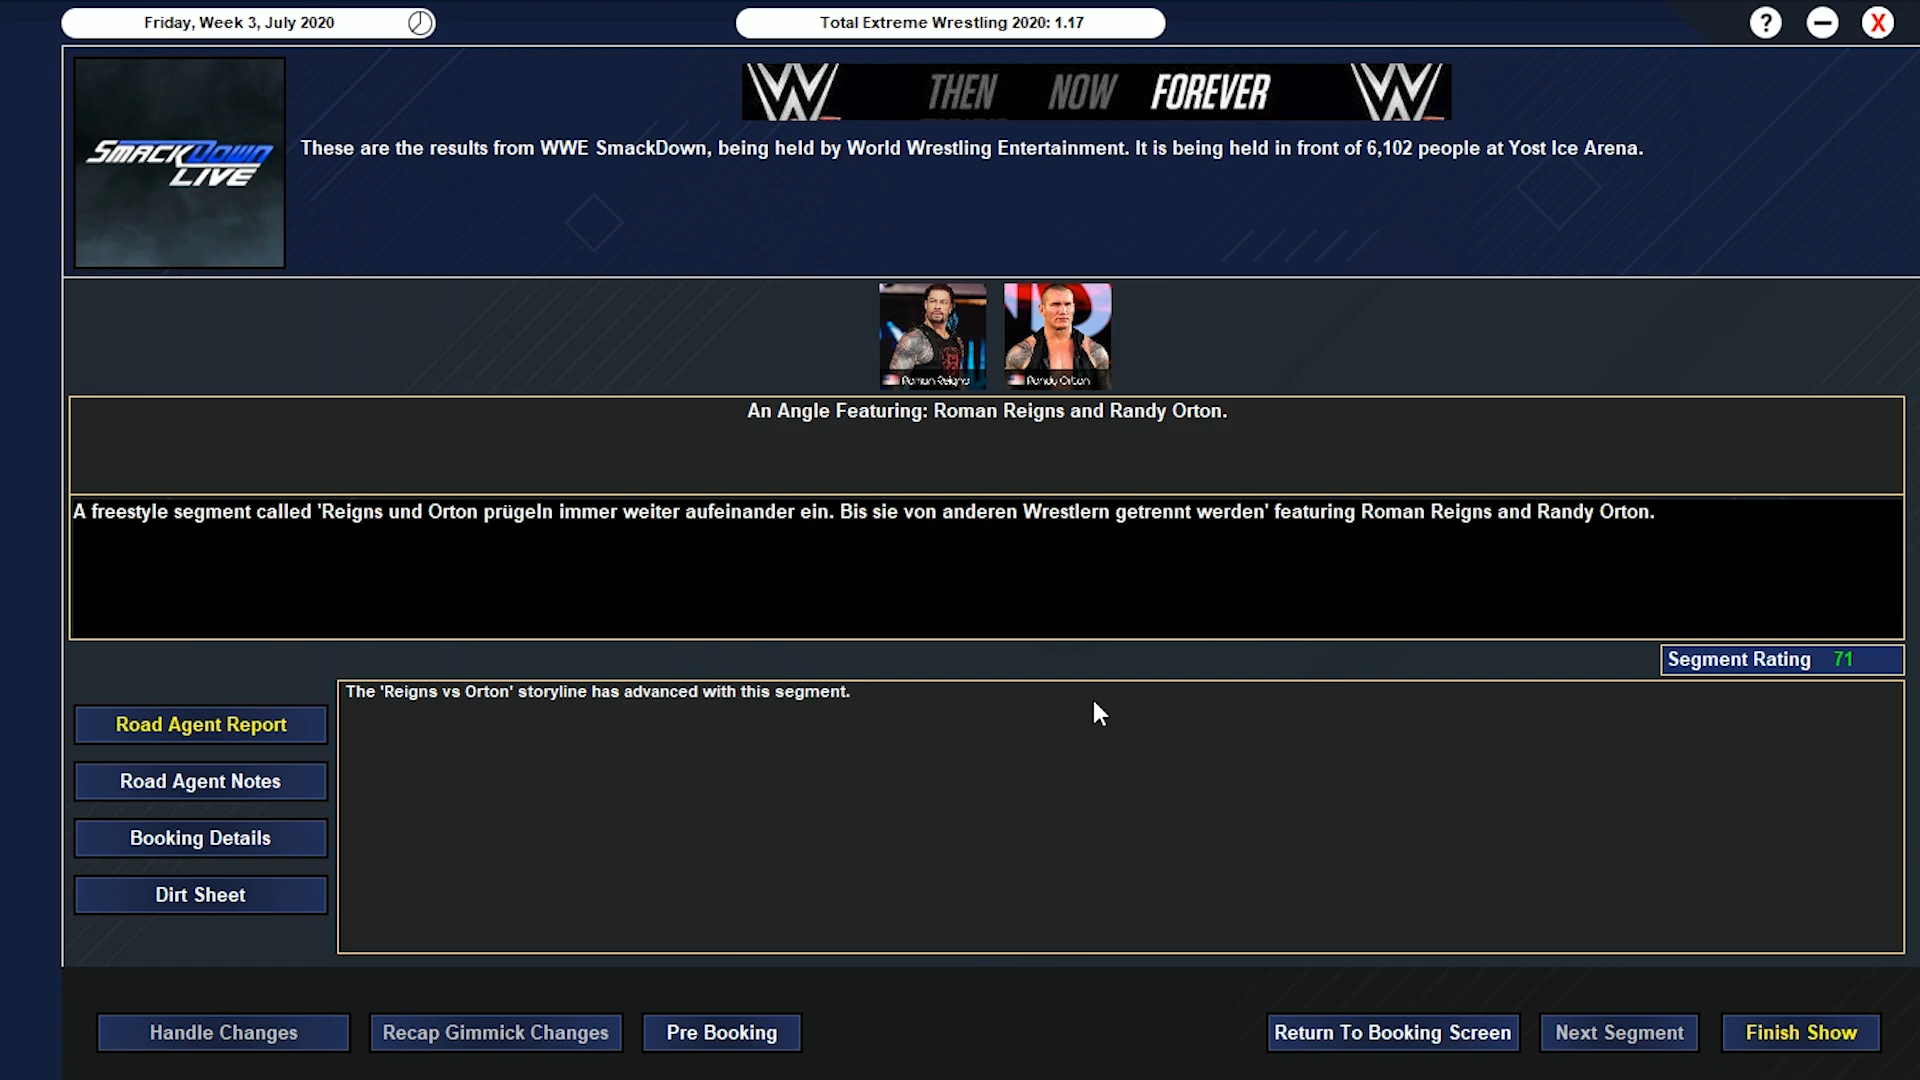 Friday, Week 3, July 2020
Total Extreme Wrestling 2020: 1.17
?
X
THEN NOW FOREVER
SMACKDOWN
LIVE
These are the results from WWE SmackDown, being held by World Wrestling Entertainment. It is being held in front of 6,102 people at Yost Ice Arena.
Roman Reigns
Randy Orton
An Angle Featuring: Roman Reigns and Randy Orton.
A freestyle segment called 'Reigns und Orton prügeln immer weiter aufeinander ein. Bis sie von anderen Wrestlern getrennt werden' featuring Roman Reigns and Randy Orton.
Segment Rating 71
The 'Reigns vs Orton' storyline has advanced with this segment.
Road Agent Report
Road Agent Notes
Booking Details
Dirt Sheet
Handle Changes
Recap Gimmick Changes
Pre Booking
Return To Booking Screen
Next Segment
Finish Show